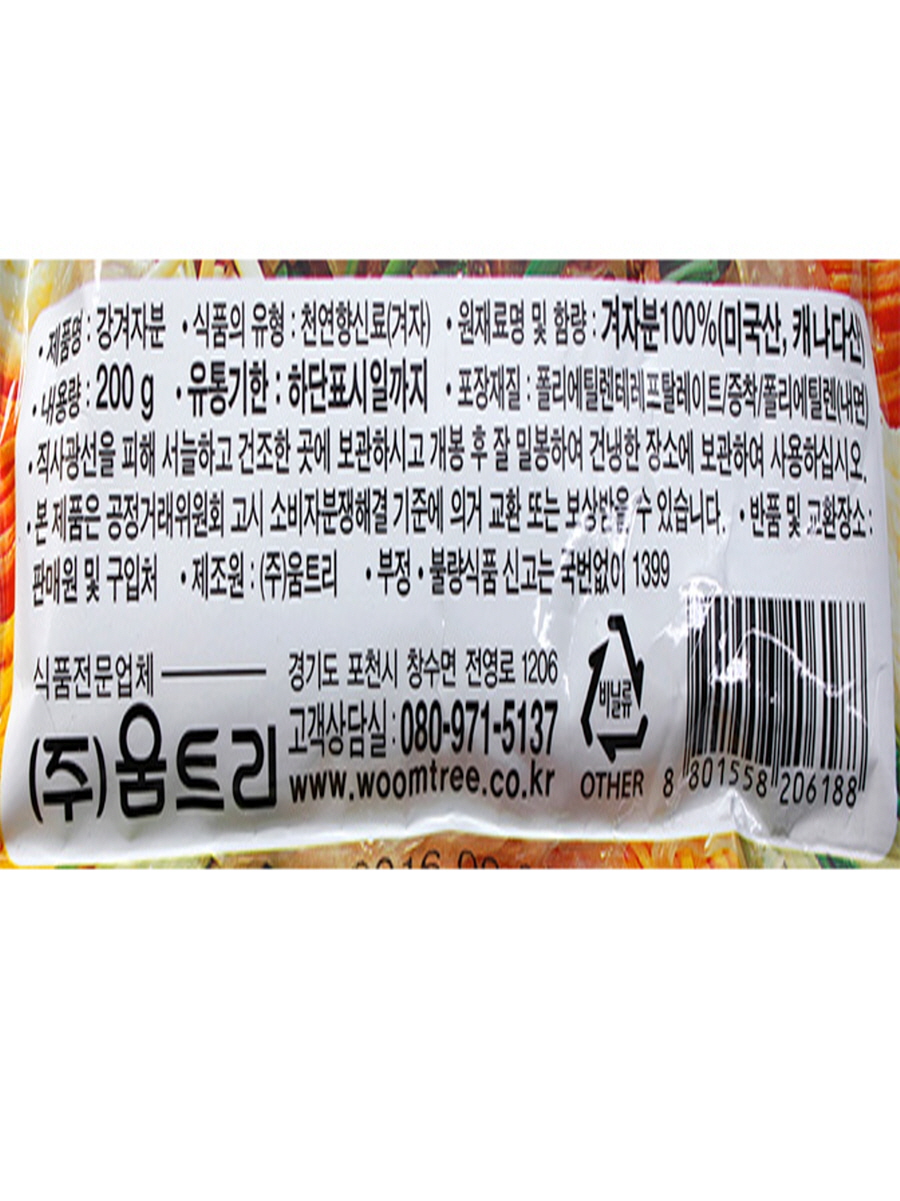 •제품명 : 강겨자분 •식품의 유형 : 천연향신료(겨자) •원재료명 및 함량 : 겨자분100%(미국산, 캐나다산)
•내용량 : 200 g •유통기한 : 하단표시일까지 •포장재질 : 폴리에틸렌테레프탈레이트/증착/폴리에틸렌(내면)
•직사광선을 피해 서늘하고 건조한 곳에 보관하시고 개봉 후 잘 밀봉하여 건냉한 장소에 보관하여 사용하십시오.
•본 제품은 공정거래위원회 고시 소비자분쟁해결 기준에 의거 교환 또는 보상받을 수 있습니다. •반품 및 교환장소 :
판매원 및 구입처 •제조원 : (주)움트리 •부정•불량식품 신고는 국번없이 1399
식품전문업체
(주)움트리
경기도 포천시 창수면 전영로 1206
고객상담실 : 080-971-5137
www.woomtree.co.kr
비닐류
OTHER
8 801558 206188